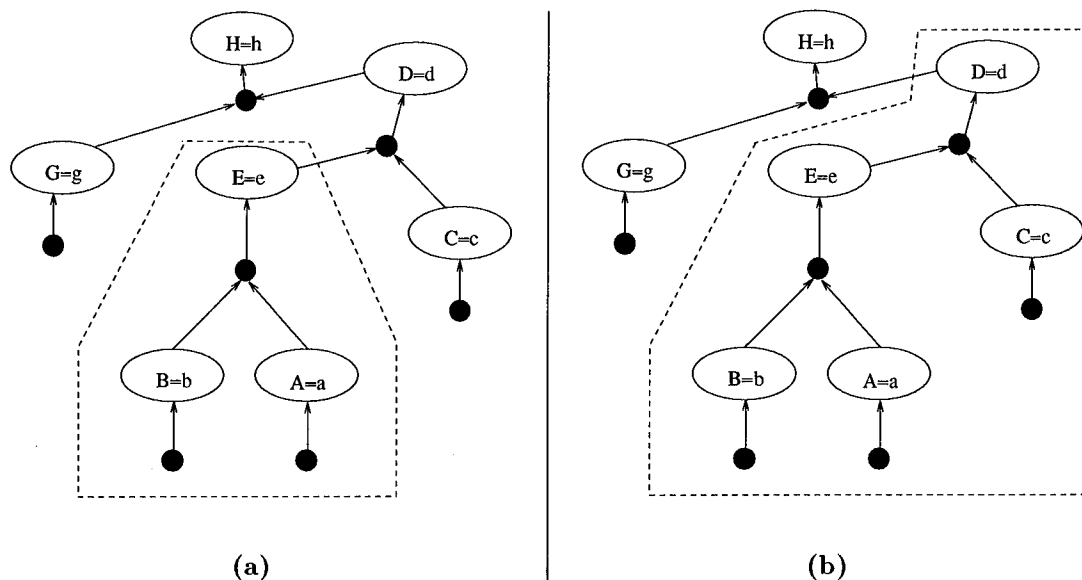 H=h
D=d
G=g
E=e
C=c
B=b
A=a
(a)
H=h
D=d
G=g
E=e
C=c
B=b
A=a
(b)